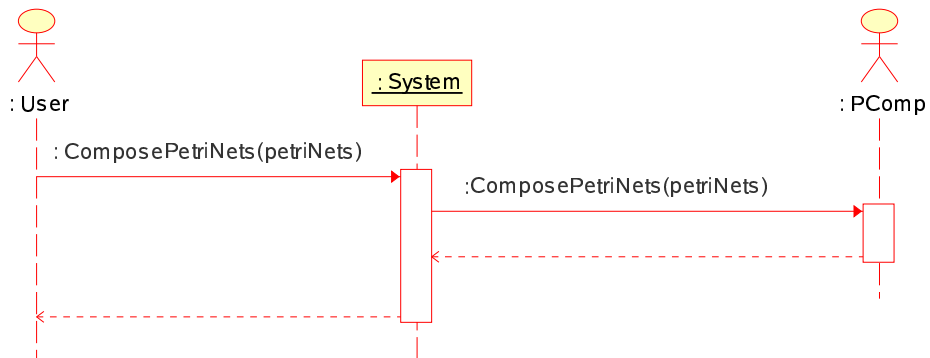 : System
: User
: PComp
: ComposePetriNets(petriNets)
:ComposePetriNets(petriNets)